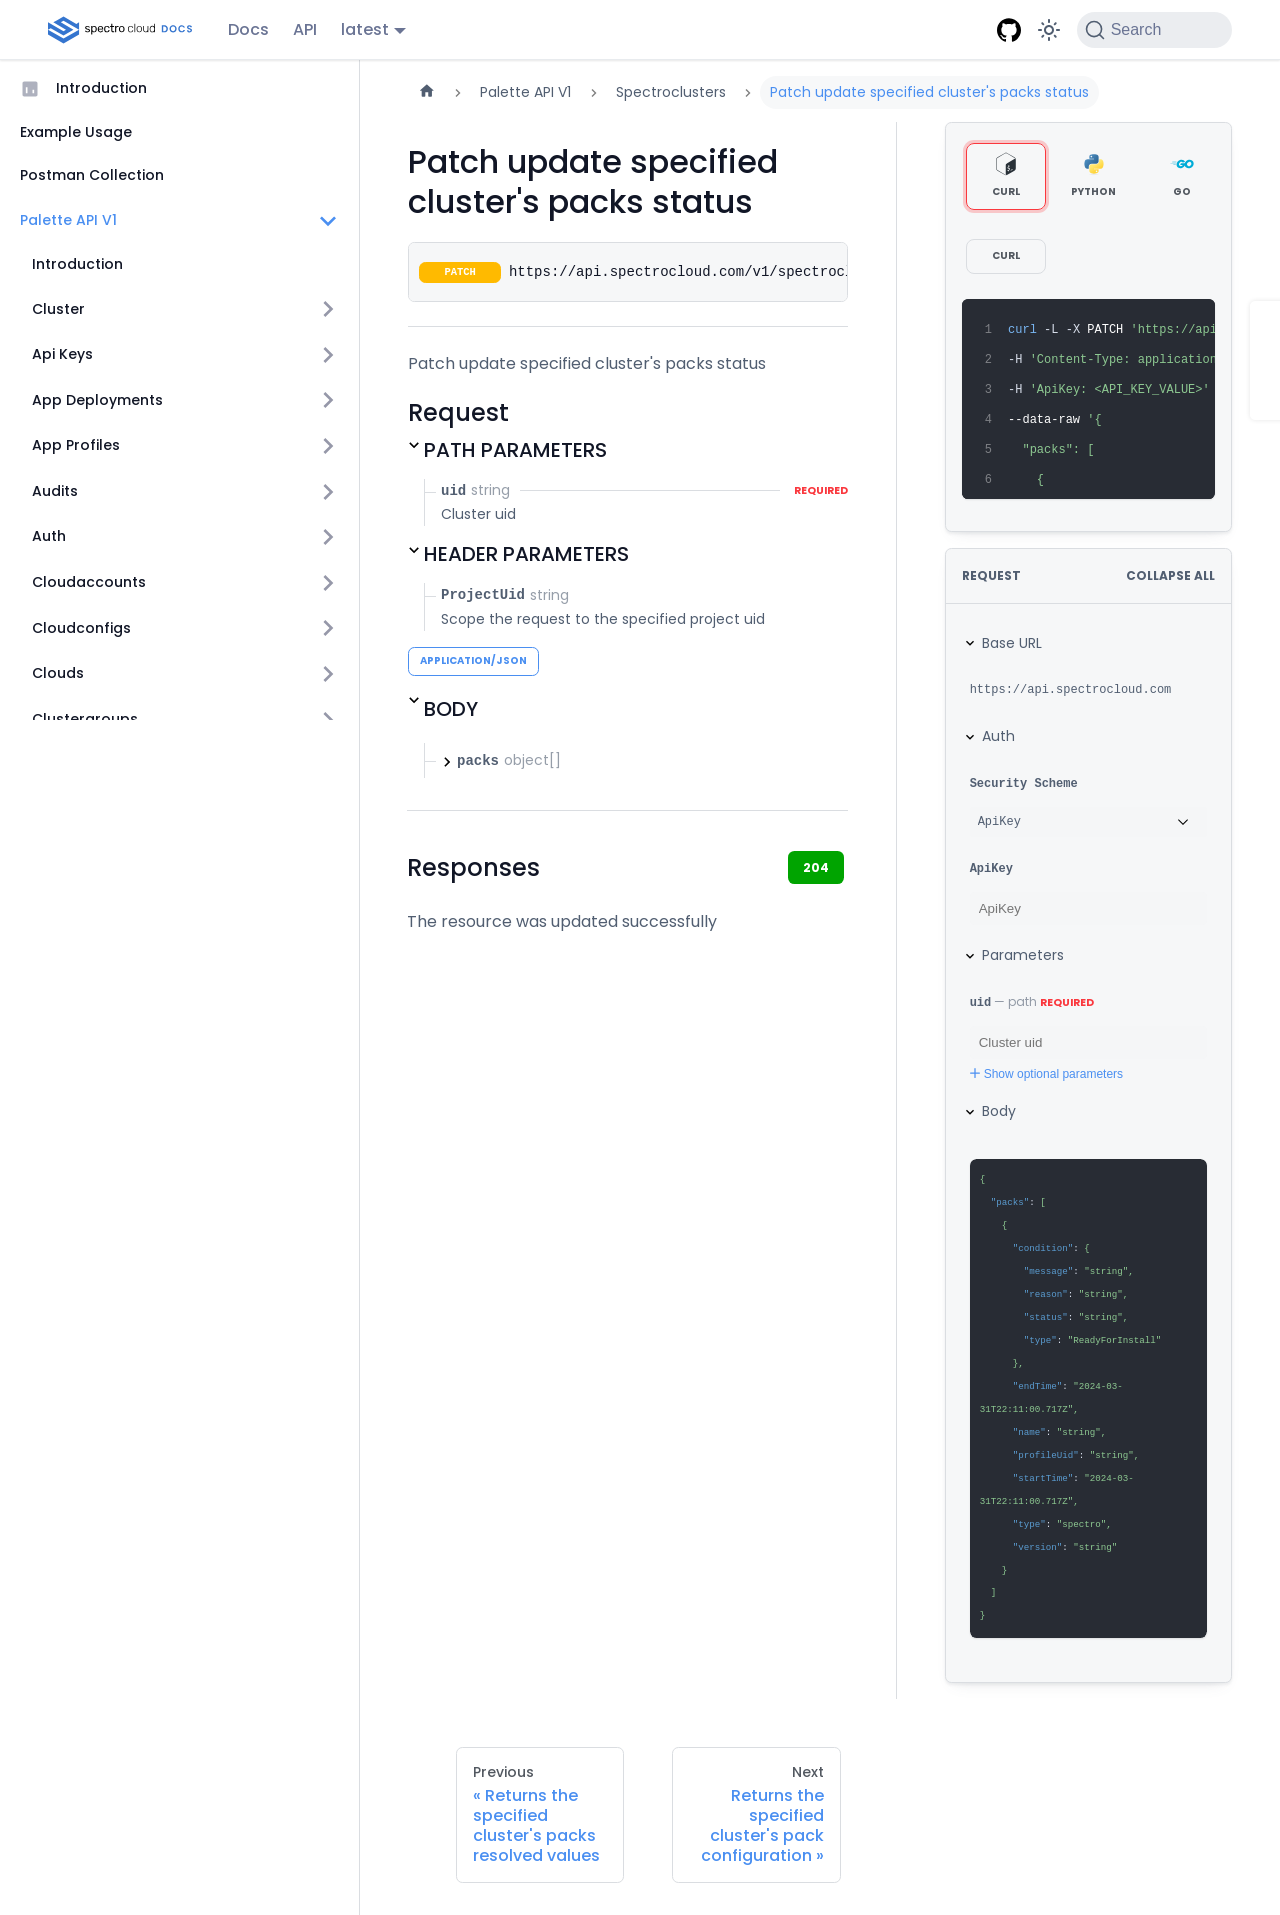 spectro cloud DOCS Docs API latest Search
Introduction
Example Usage
Postman Collection
Palette API V1
Introduction
Cluster
Api Keys
App Deployments
App Profiles
Audits
Auth
Cloudaccounts
Cloudconfigs
Clouds
Clustergroups
Palette API V1 Spectroclusters Patch update specified cluster's packs status
Patch update specified
cluster's packs status
PATCH https://api.spectrocloud.com/v1/spectrocl
Patch update specified cluster's packs status
Request
PATH PARAMETERS
uid string REQUIRED
Cluster uid
HEADER PARAMETERS
ProjectUid string
Scope the request to the specified project uid
APPLICATION/JSON
BODY
packs object[]
Responses 204
The resource was updated successfully
CURL PYTHON GO
CURL
1 curl -L -X PATCH 'https://api
2 -H 'Content-Type: application
3 -H 'ApiKey: <API_KEY_VALUE>'
4 --data-raw '{
5 "packs": [
6 {
REQUEST COLLAPSE ALL
Base URL
https://api.spectrocloud.com
Auth
Security Scheme
ApiKey
ApiKey
ApiKey
Parameters
uid — path REQUIRED
Cluster uid
Show optional parameters
Body
{
"packs": [
{
"condition": {
"message": "string",
"reason": "string",
"status": "string",
"type": "ReadyForInstall"
},
"endTime": "2024-03-
31T22:11:00.717Z",
"name": "string",
"profileUid": "string",
"startTime": "2024-03-
31T22:11:00.717Z",
"type": "spectro",
"version": "string"
}
]
}
Previous
« Returns the
specified
cluster's packs
resolved values
Next
Returns the
specified
cluster's pack
configuration »